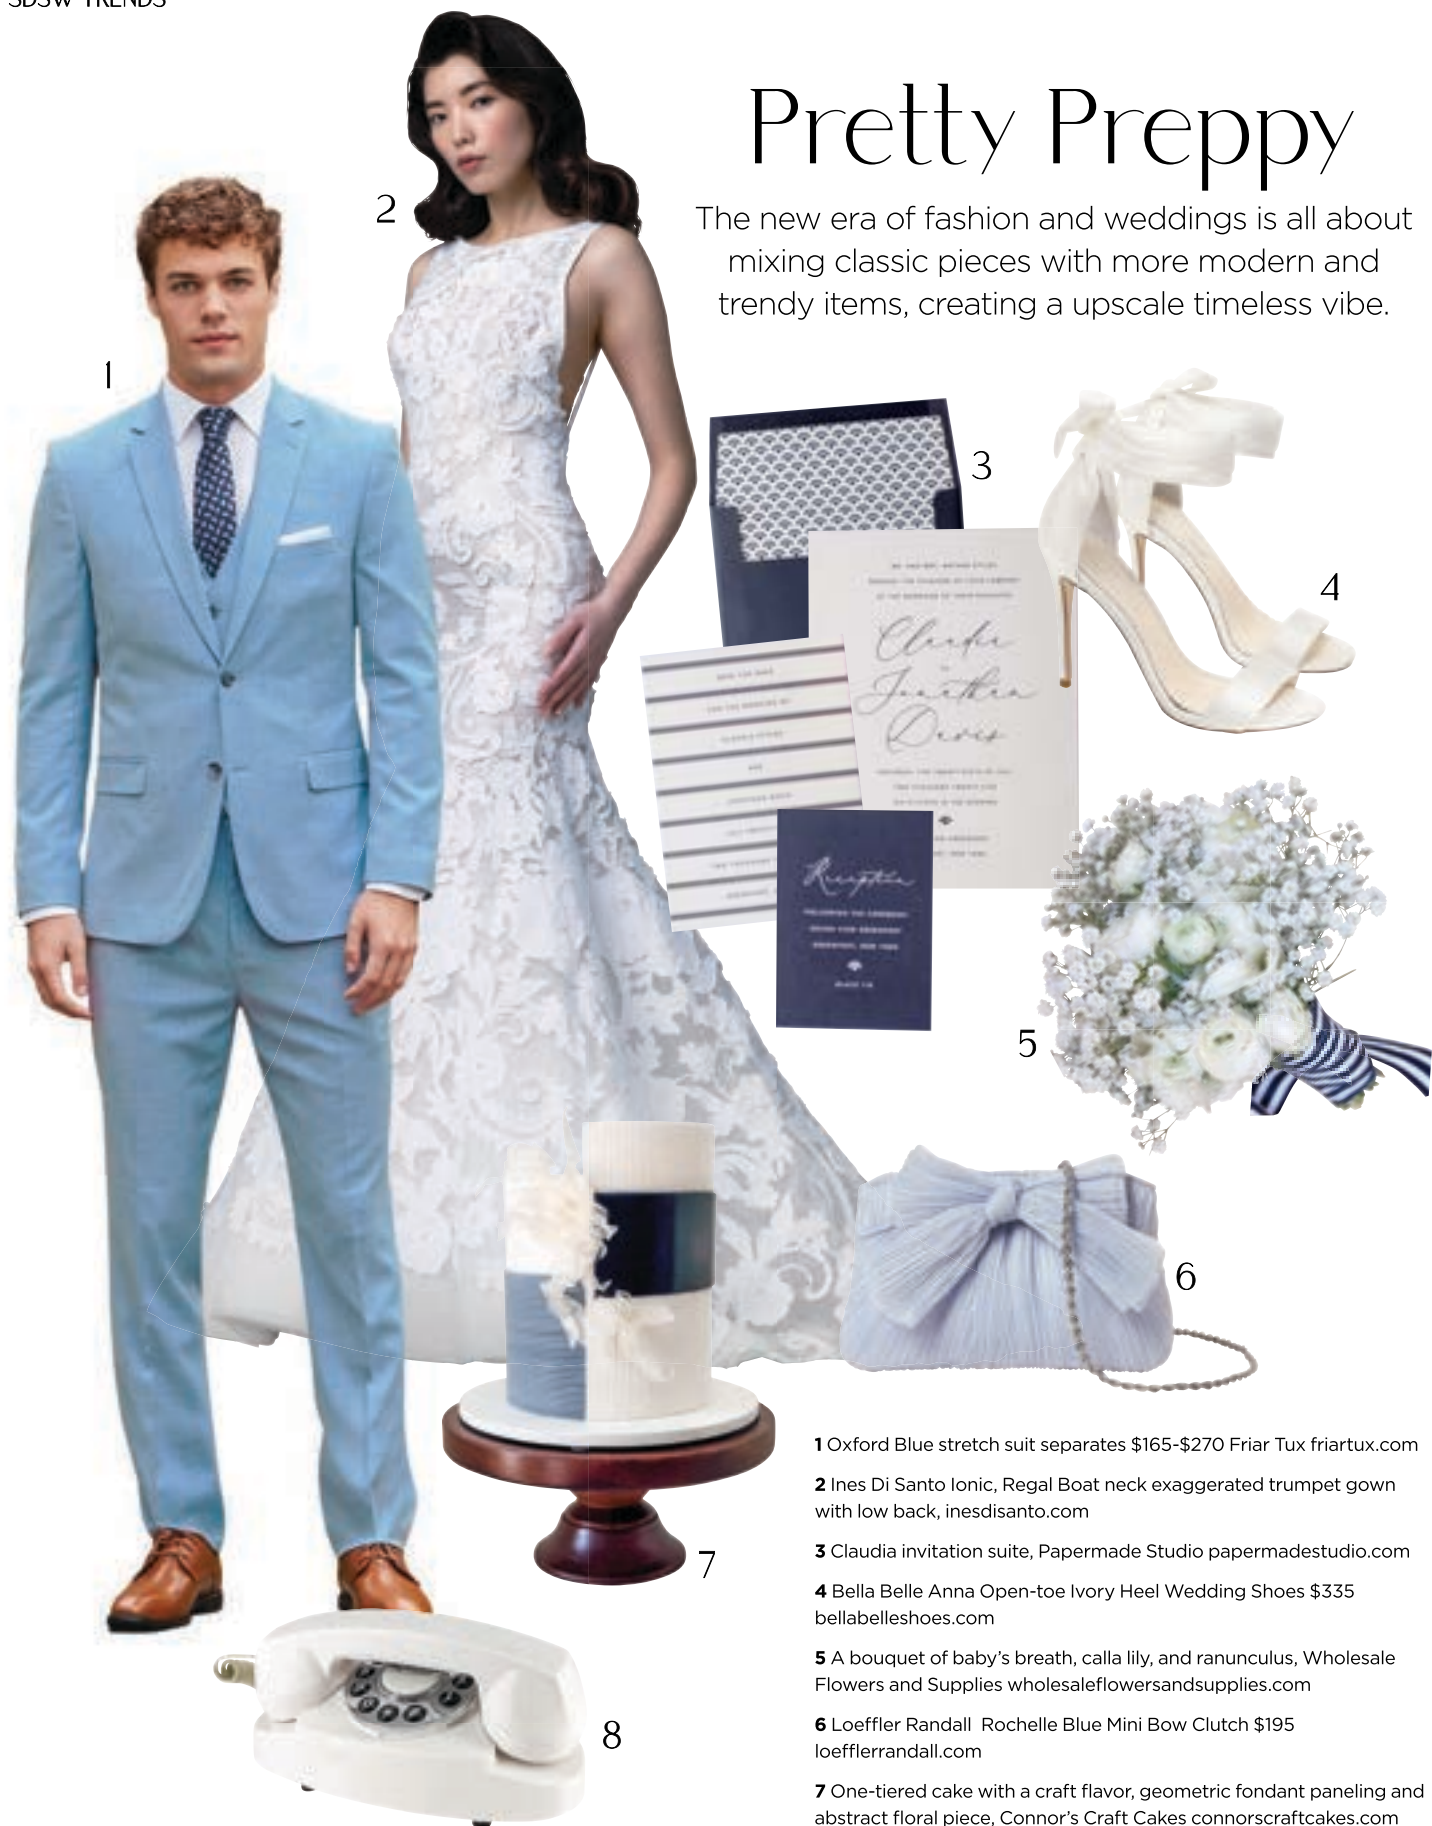 SDSW TRENDS
Pretty Preppy
The new era of fashion and weddings is all about
mixing classic pieces with more modern and
trendy items, creating a upscale timeless vibe.
1
2
3
4
5
6
7
8
Claudia
Jonathan
Davis
Reception
1 Oxford Blue stretch suit separates $165-$270 Friar Tux friartux.com
2 Ines Di Santo Ionic, Regal Boat neck exaggerated trumpet gown
with low back, inesdisanto.com
3 Claudia invitation suite, Papermade Studio papermadestudio.com
4 Bella Belle Anna Open-toe Ivory Heel Wedding Shoes $335
bellabelleshoes.com
5 A bouquet of baby’s breath, calla lily, and ranunculus, Wholesale
Flowers and Supplies wholesaleflowersandsupplies.com
6 Loeffler Randall  Rochelle Blue Mini Bow Clutch $195
loefflerrandall.com
7 One-tiered cake with a craft flavor, geometric fondant paneling and
abstract floral piece, Connor’s Craft Cakes connorscraftcakes.com